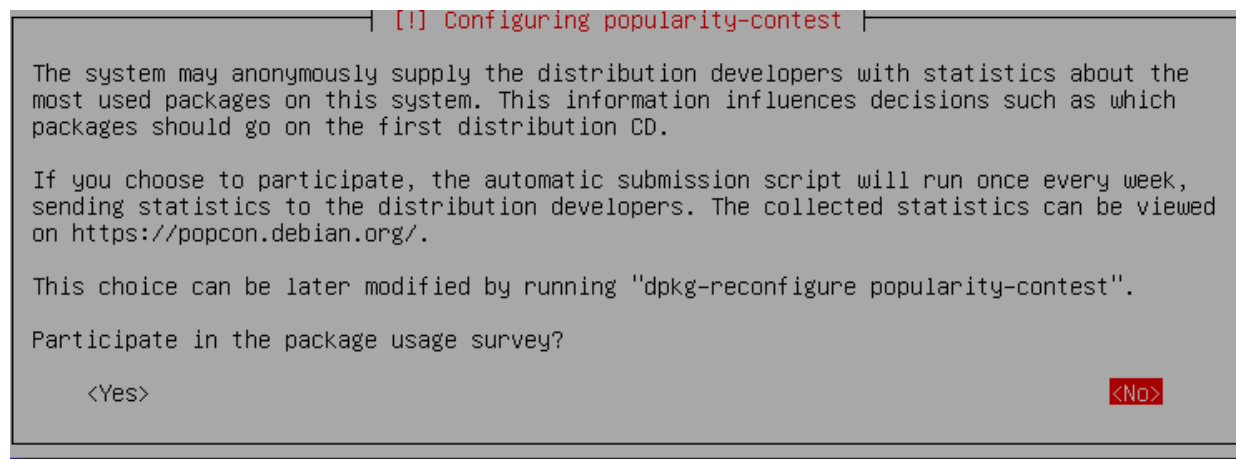 [!] Configuring popularity-contest
The system may anonymously supply the distribution developers with statistics about the
most used packages on this system. This information influences decisions such as which
packages should go on the first distribution CD.
If you choose to participate, the automatic submission script will run once every week,
sending statistics to the distribution developers. The collected statistics can be viewed
on https://popcon.debian.org/.
This choice can be later modified by running "dpkg-reconfigure popularity-contest".
Participate in the package usage survey?
<Yes> <No>